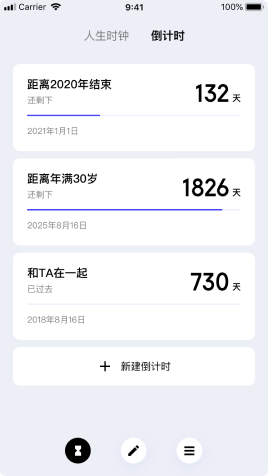 Carrier 9:41 100%
人生时钟 倒计时
距离2020年结束
还剩下
132 天
2021年1月1日
距离年满30岁
还剩下
1826 天
2025年8月16日
和TA在一起
已过去
730 天
2018年8月16日
+ 新建倒计时